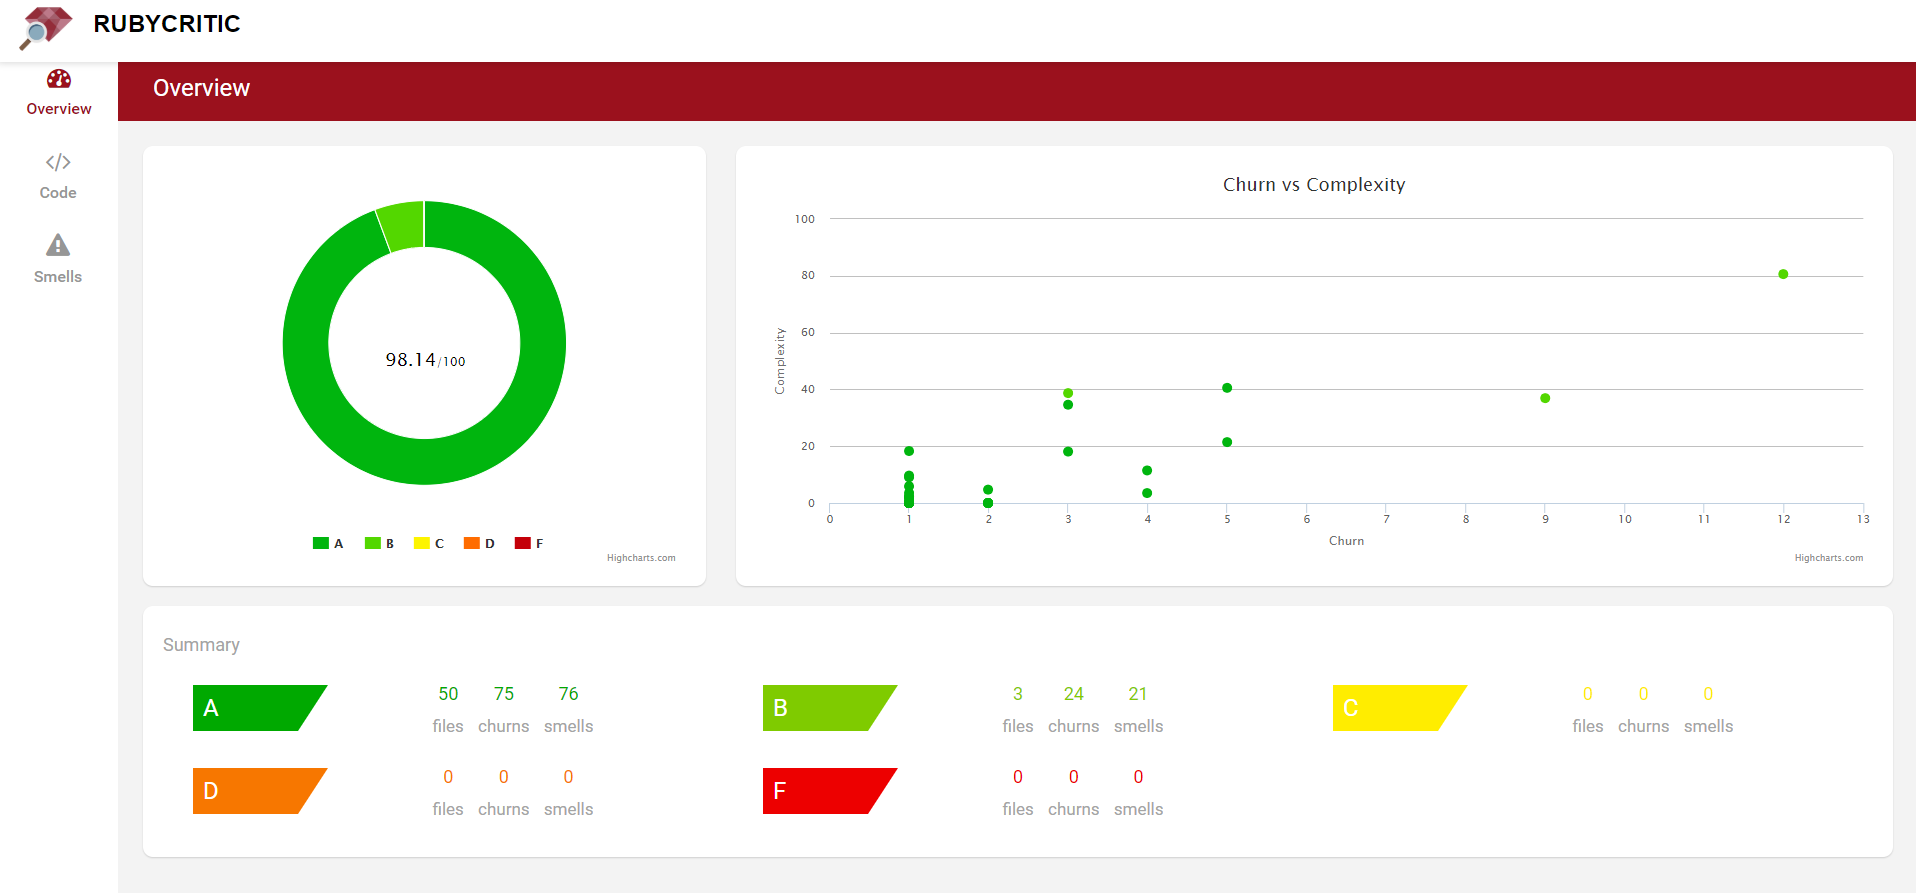 RUBYCRITIC
Overview
Overview
Code
Smells
98.14/100
A B C D F
Highcharts.com
Churn vs Complexity
100
80
60
40
20
0
Complexity
0 1 2 3 4 5 6 7 8 9 10 11 12 13
Churn
Highcharts.com
Summary
A 50 75 76
files churns smells
B 3 24 21
files churns smells
C 0 0 0
files churns smells
D 0 0 0
files churns smells
F 0 0 0
files churns smells